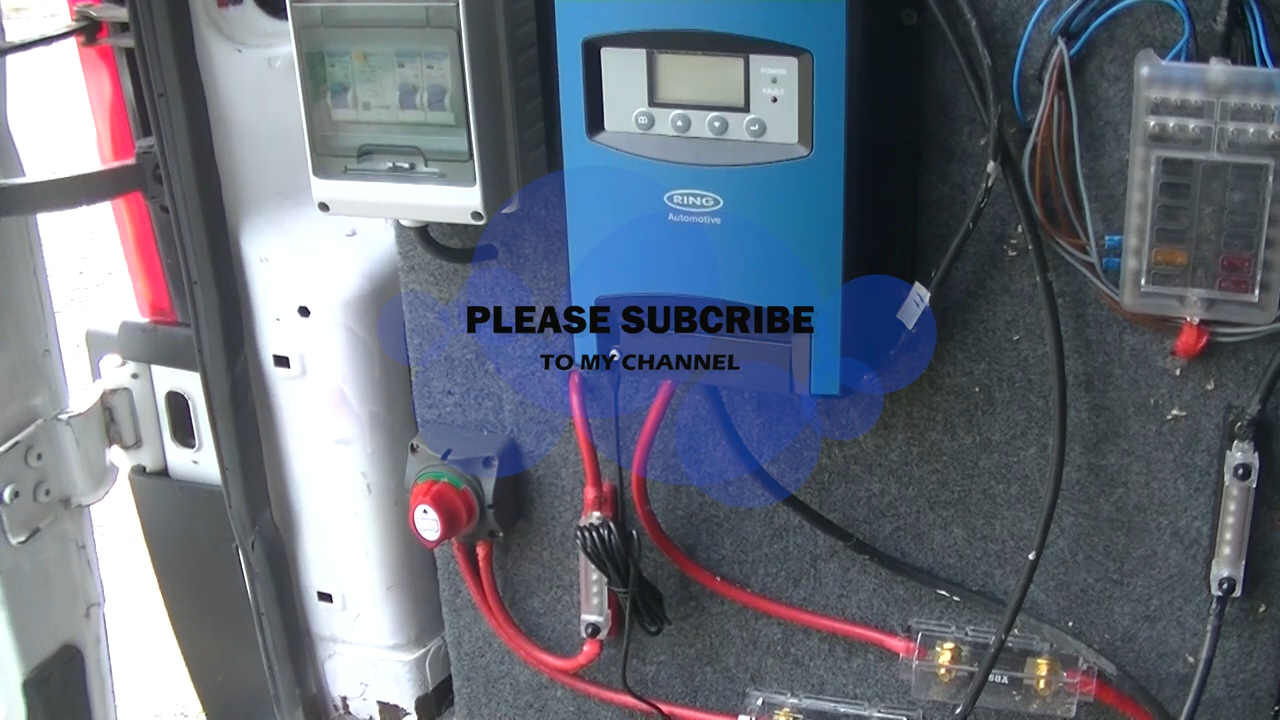 POWER
FAULT
RING
Automotive
PLEASE SUBCRIBE
TO MY CHANNEL
60A